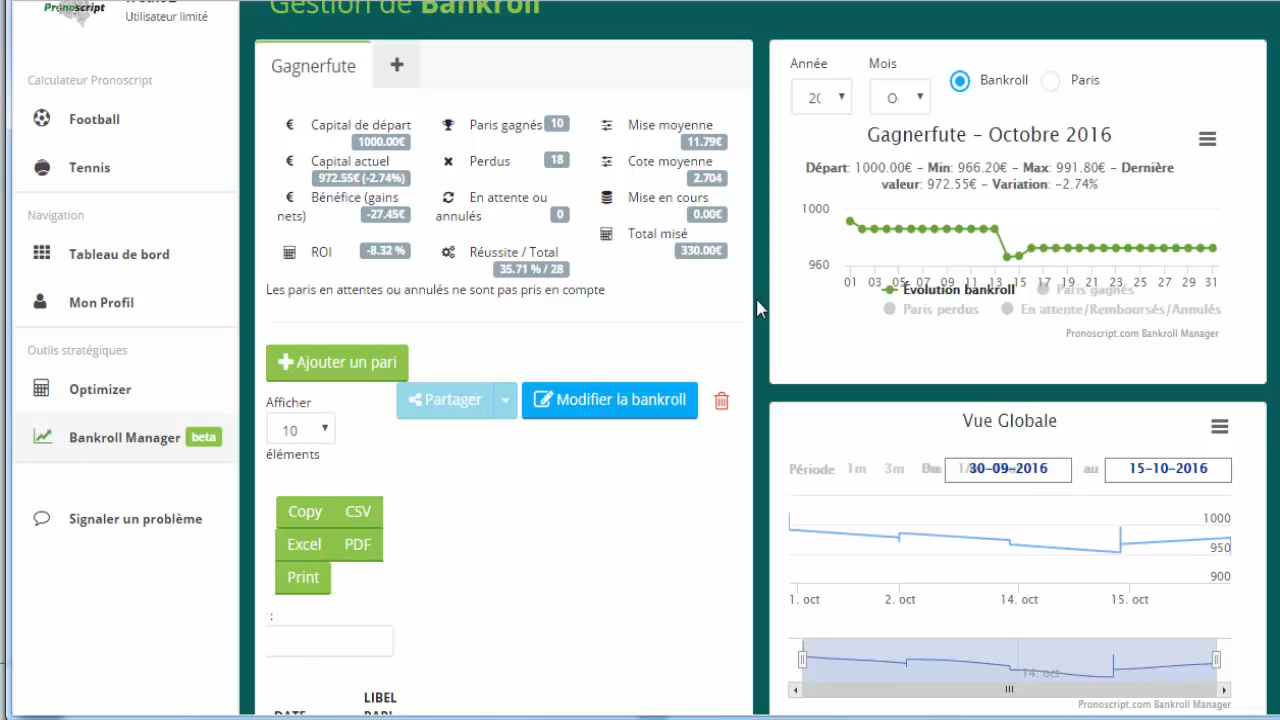 Gestion de Bankroll
Pronoscript
Utilisateur limité
Calculateur Pronoscript
Football
Tennis
Navigation
Tableau de bord
Mon Profil
Outils stratégiques
Optimizer
Bankroll Manager beta
Signaler un problème
Gagnerfute
€ Capital de départ
1000.00€
€ Capital actuel
972.55€ (-2.74%)
€ Bénéfice (gains
nets) -27.45€
ROI -8.32 %
Paris gagnés 10
Perdus 18
En attente ou
annulés 0
Réussite / Total
35.71 % / 28
Mise moyenne
11.79€
Cote moyenne
2.704
Mise en cours
0.00€
Total misé
330.00€
Les paris en attentes ou annulés ne sont pas pris en compte
Ajouter un pari
Partager
Modifier la bankroll
Afficher
10
éléments
Copy CSV
Excel PDF
Print
:
LIBEL
Année Mois
Bankroll Paris
Gagnerfute - Octobre 2016
Départ: 1000.00€ - Min: 966.20€ - Max: 991.80€ - Dernière
valeur: 972.55€ - Variation: -2.74%
1000
960
01 03 05 07 09 11 13 15 17 19 21 23 25 27 29 31
Évolution bankroll Paris gagnés
Paris perdus En attente/Remboursés/Annulés
Pronoscript.com Bankroll Manager
Vue Globale
Période 1m 3m 30-09-2016 au 15-10-2016
1000
950
900
1. oct 2. oct 14. oct 15. oct
14. oct
Pronoscript.com Bankroll Manager